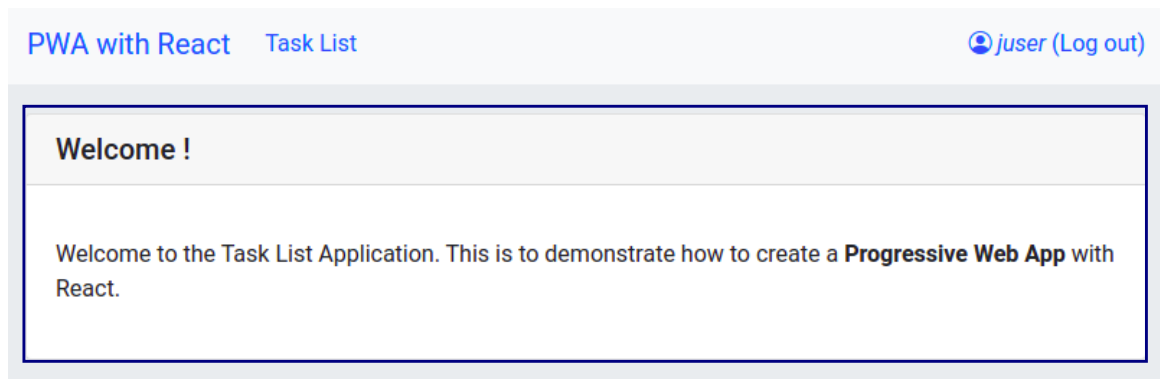 PWA with React Task List juser (Log out)
Welcome !
Welcome to the Task List Application. This is to demonstrate how to create a Progressive Web App with
React.